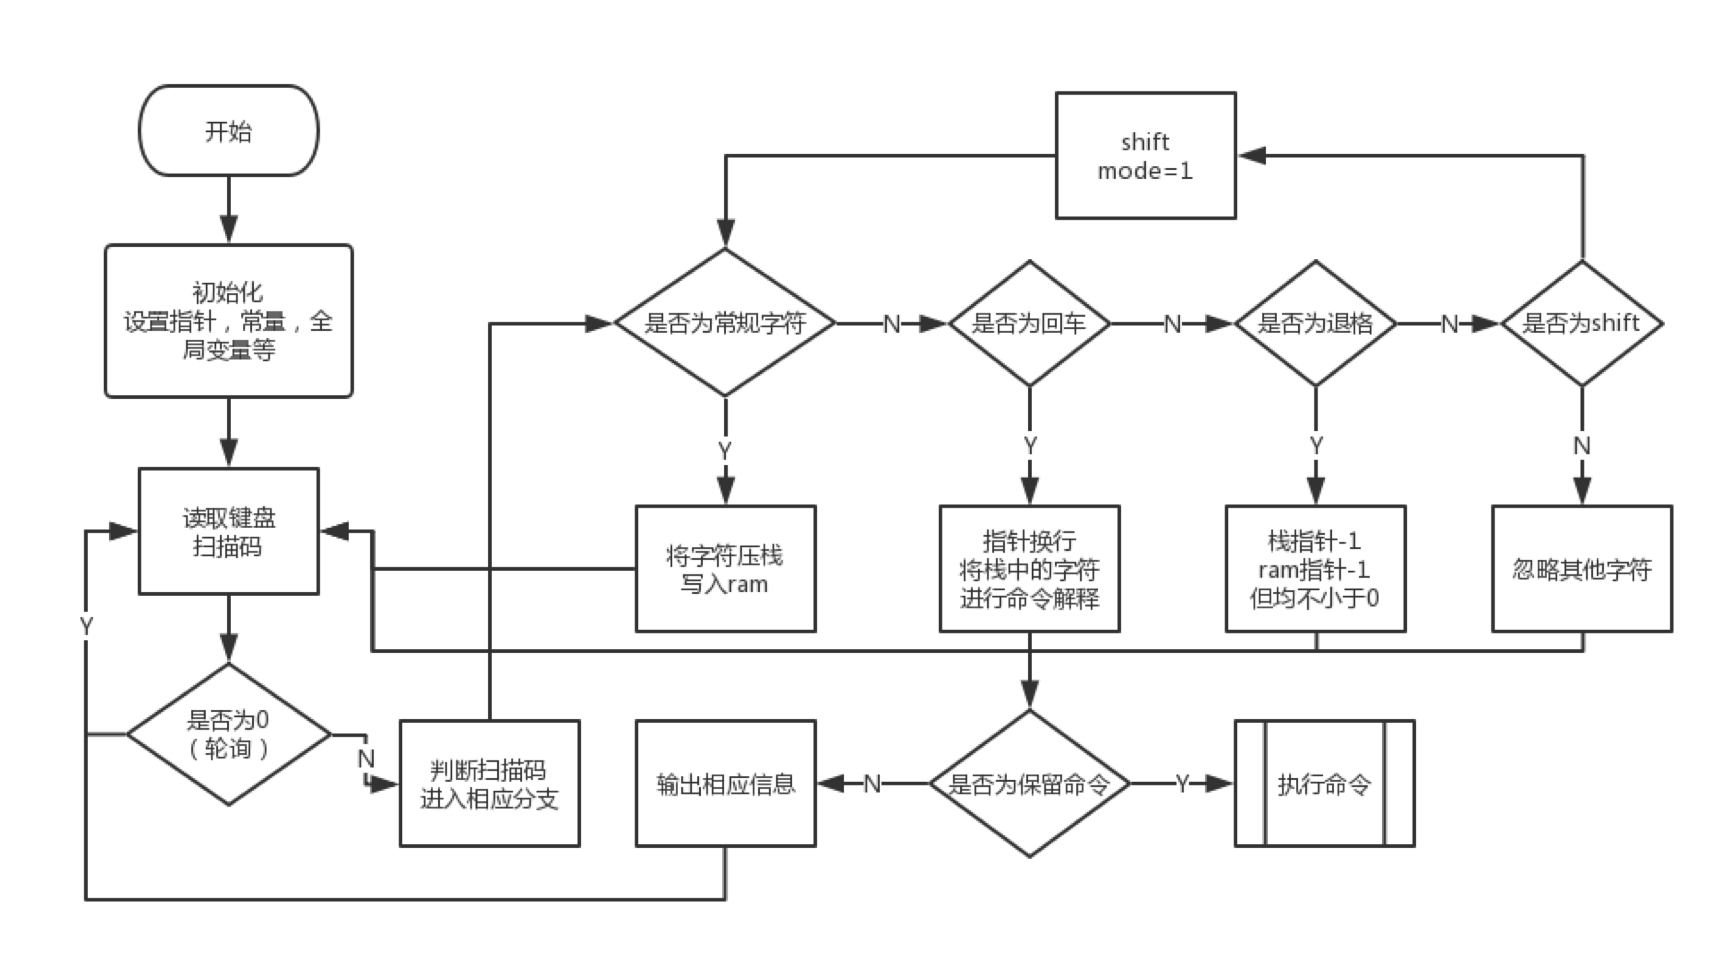 开始
初始化
设置指针，常量，全
局变量等
读取键盘
扫描码
是否为0
（轮询）
Y
N
判断扫描码
进入相应分支
shift
mode=1
是否为常规字符
N
是否为回车
N
是否为退格
N
是否为shift
Y
Y
Y
N
将字符压栈
写入ram
指针换行
将栈中的字符
进行命令解释
栈指针-1
ram指针-1
但均不小于0
忽略其他字符
输出相应信息
N
是否为保留命令
Y
执行命令